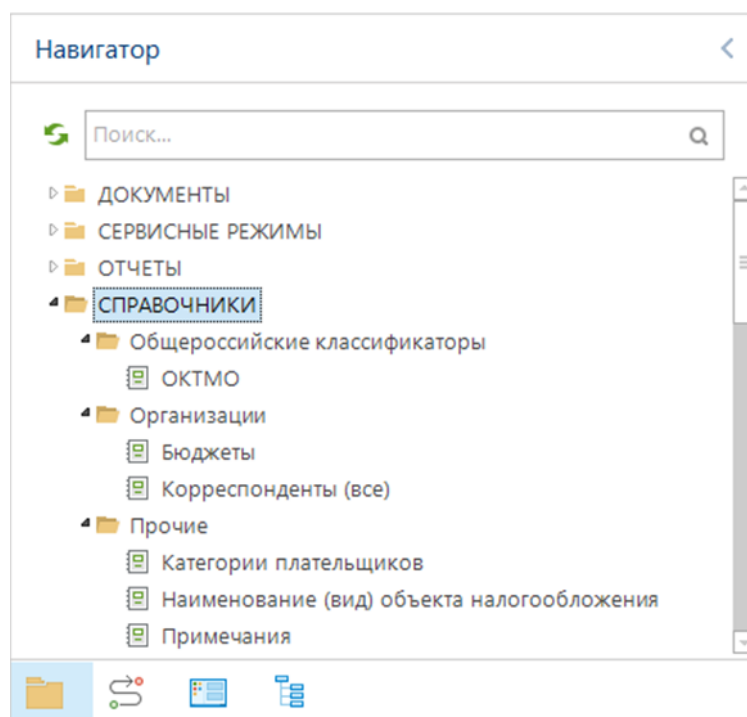 Навигатор
Поиск...
ДОКУМЕНТЫ
СЕРВИСНЫЕ РЕЖИМЫ
ОТЧЕТЫ
СПРАВОЧНИКИ
Общероссийские классификаторы
ОКТМО
Организации
Бюджеты
Корреспонденты (все)
Прочие
Категории плательщиков
Наименование (вид) объекта налогообложения
Примечания